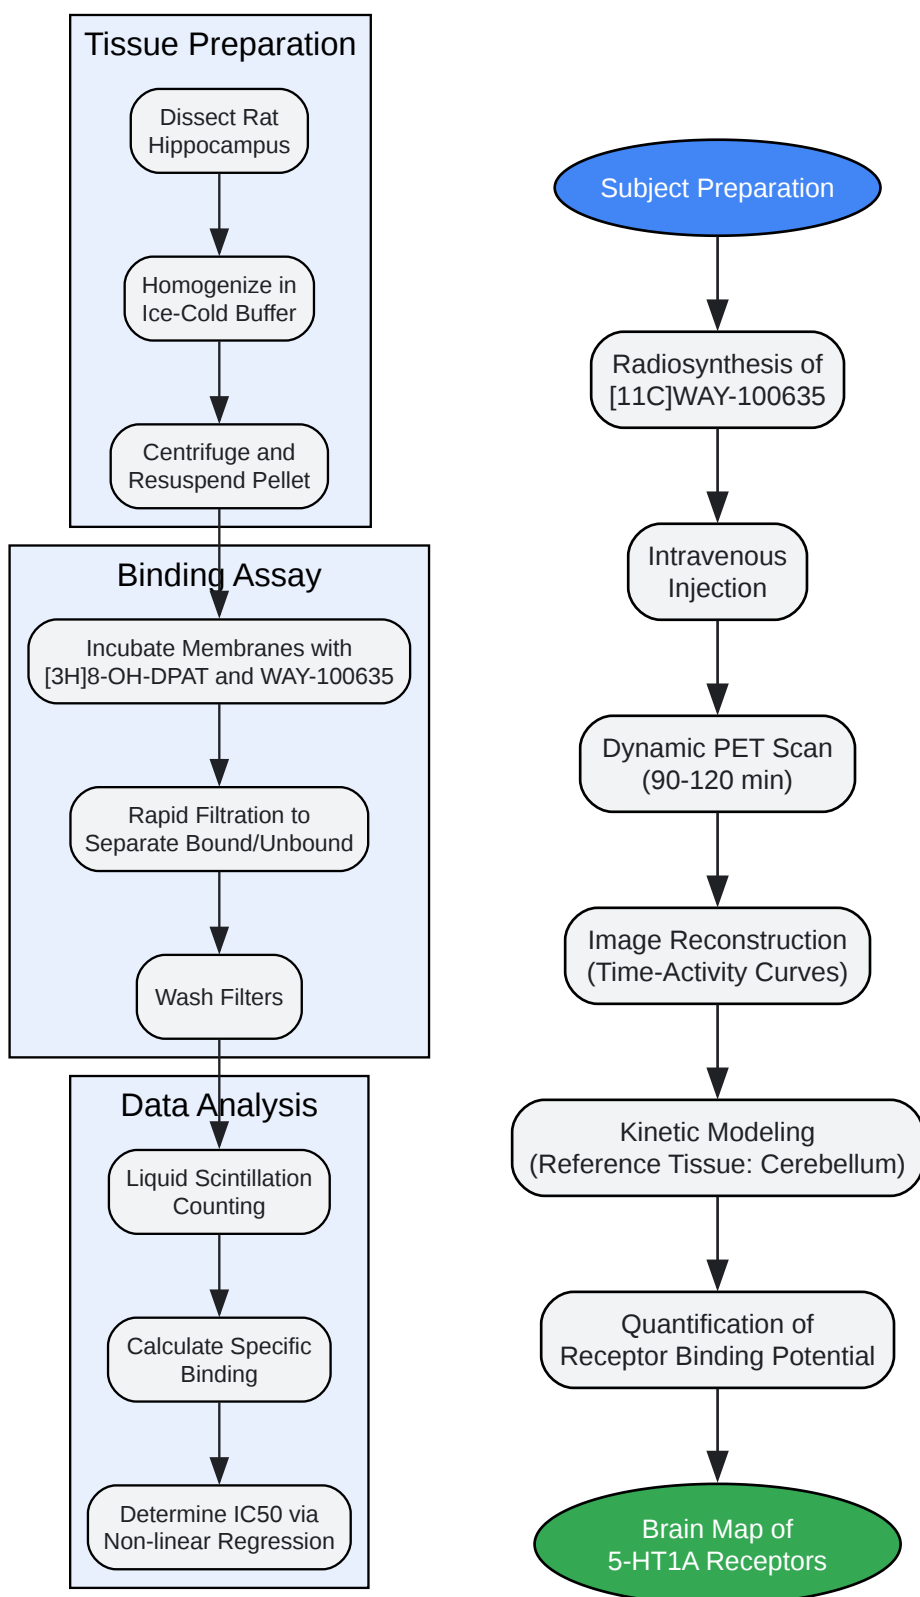 Tissue Preparation
Dissect Rat
Hippocampus
Homogenize in
Ice-Cold Buffer
Centrifuge and
Resuspend Pellet
Binding Assay
Incubate Membranes with
[3H]8-OH-DPAT and WAY-100635
Rapid Filtration to
Separate Bound/Unbound
Wash Filters
Data Analysis
Liquid Scintillation
Counting
Calculate Specific
Binding
Determine IC50 via
Non-linear Regression
Subject Preparation
Radiosynthesis of
[11C]WAY-100635
Intravenous
Injection
Dynamic PET Scan
(90-120 min)
Image Reconstruction
(Time-Activity Curves)
Kinetic Modeling
(Reference Tissue: Cerebellum)
Quantification of
Receptor Binding Potential
Brain Map of
5-HT1A Receptors